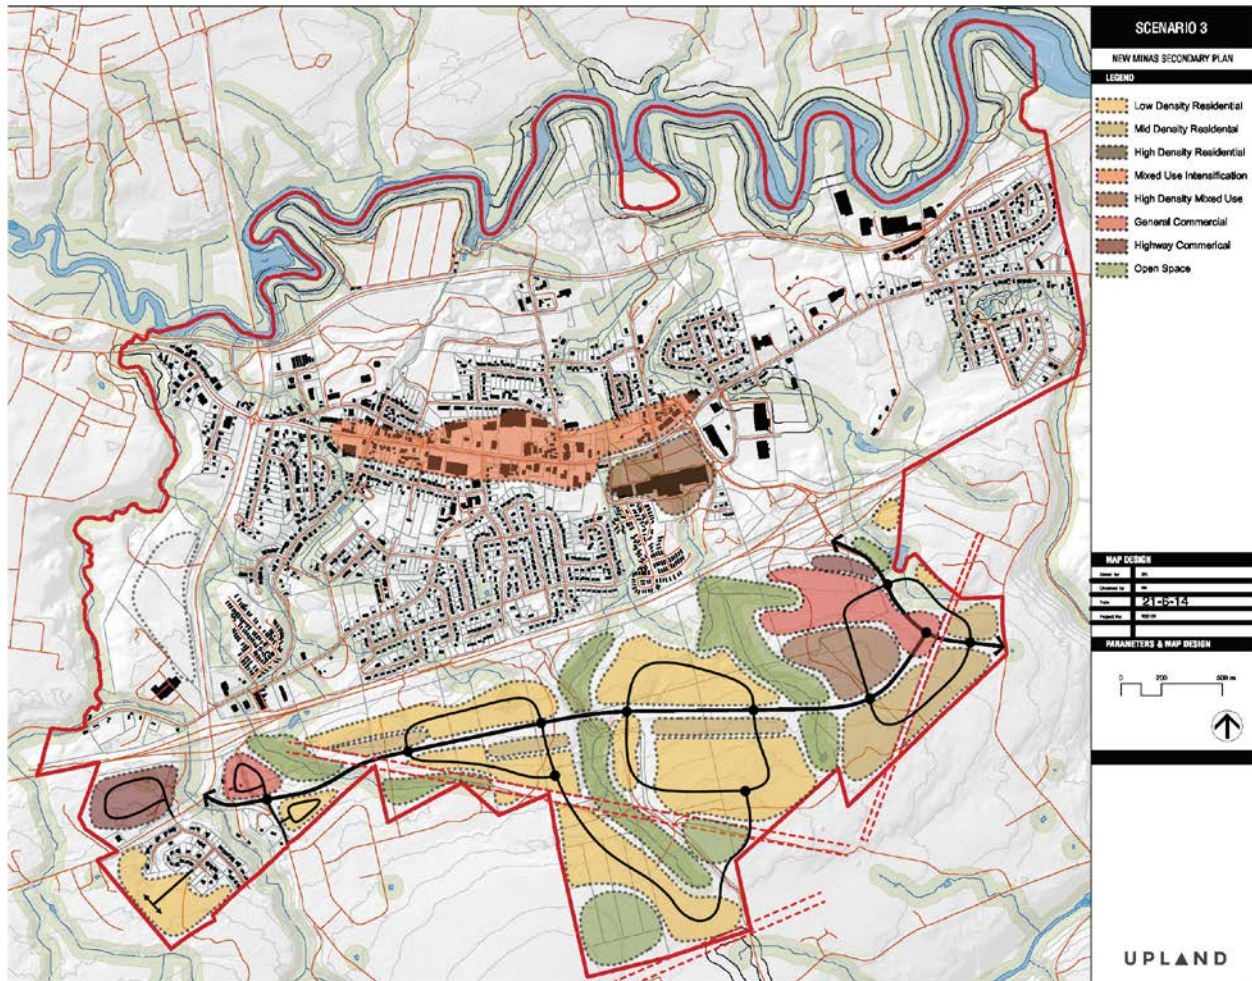 SCENARIO 3
NEW MINAS SECONDARY PLAN
LEGEND
Low Density Residential
Mid Density Residental
High Density Residential
Mixed Use Intensification
High Density Mixed Use
General Commercial
Highway Commerical
Open Space
MAP DESIGN
21-6-14
PARAMETERS & MAP DESIGN
0 200 500 m
UPLAND